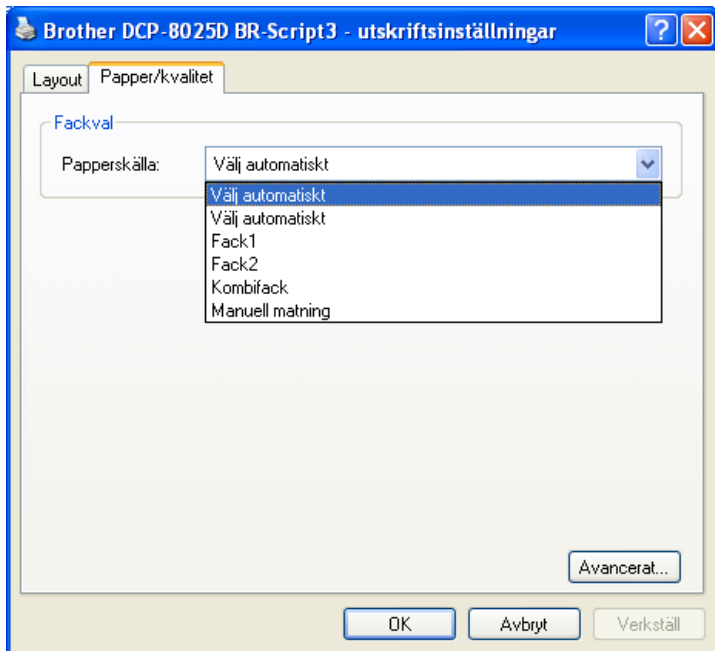 Brother DCP-8025D BR-Script3 - utskriftsinställningar
Layout Papper/kvalitet
Fackval
Papperskälla: Välj automatiskt
Välj automatiskt
Välj automatiskt
Fack1
Fack2
Kombifack
Manuell matning
Avancerat...
OK Avbryt Verkställ